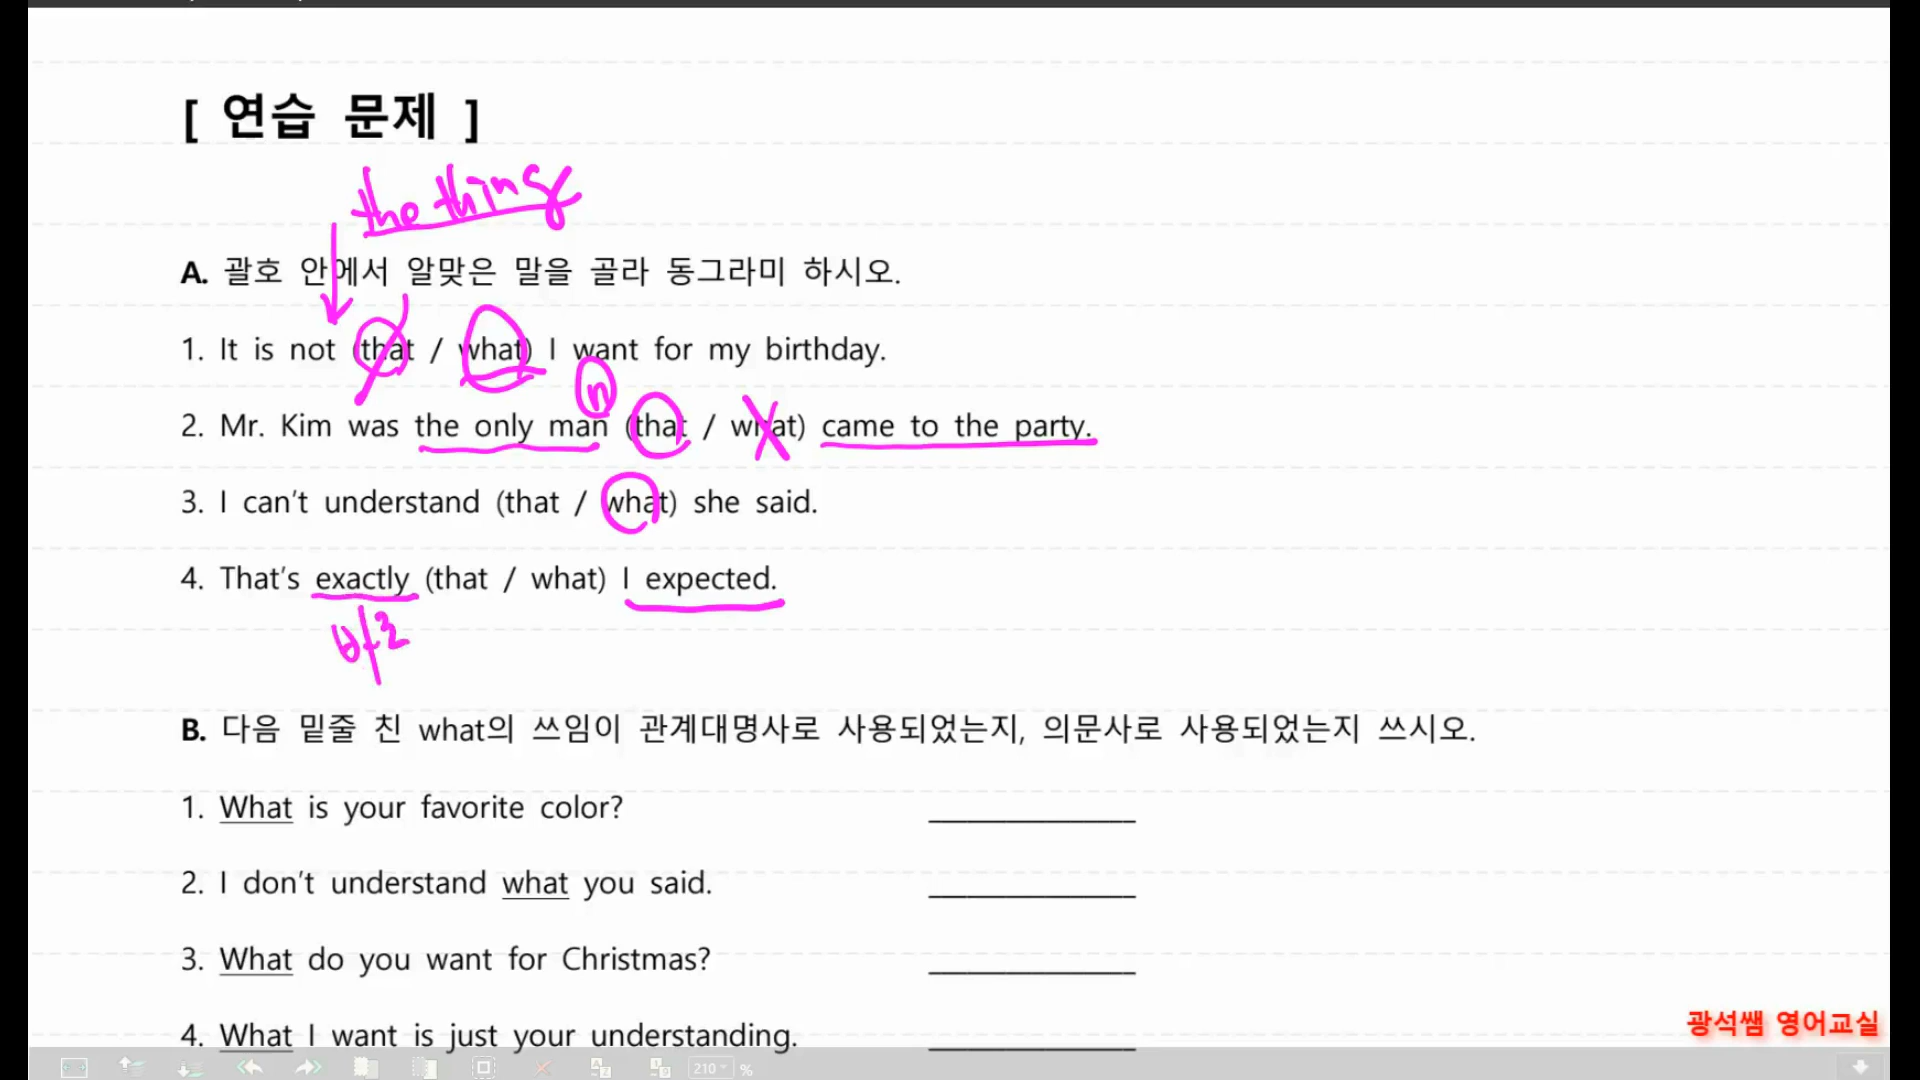 [ 연습 문제 ]
the thing
A. 괄호 안에서 알맞은 말을 골라 동그라미 하시오.
1. It is not (that / what) I want for my birthday.
n
2. Mr. Kim was the only man (that / what) came to the party.
3. I can't understand (that / what) she said.
4. That's exactly (that / what) I expected.
B. 다음 밑줄 친 what의 쓰임이 관계대명사로 사용되었는지, 의문사로 사용되었는지 쓰시오.
1. What is your favorite color? ______________
2. I don't understand what you said. ______________
3. What do you want for Christmas? ______________
4. What I want is just your understanding. ______________
광석쌤 영어교실
210 %